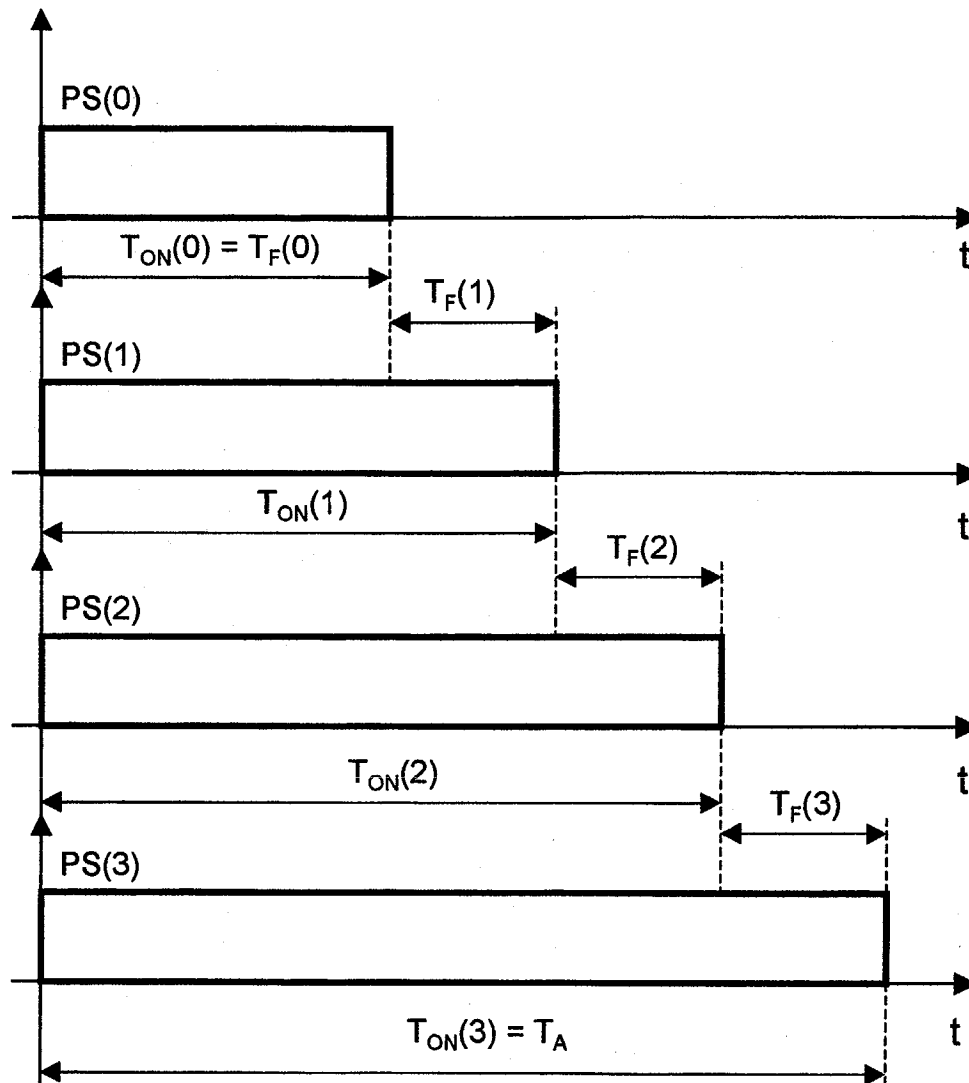 PS(0)
t
T_ON(0) = T_F(0)
T_F(1)
PS(1)
t
T_ON(1)
T_F(2)
PS(2)
t
T_ON(2)
T_F(3)
PS(3)
t
T_ON(3) = T_A